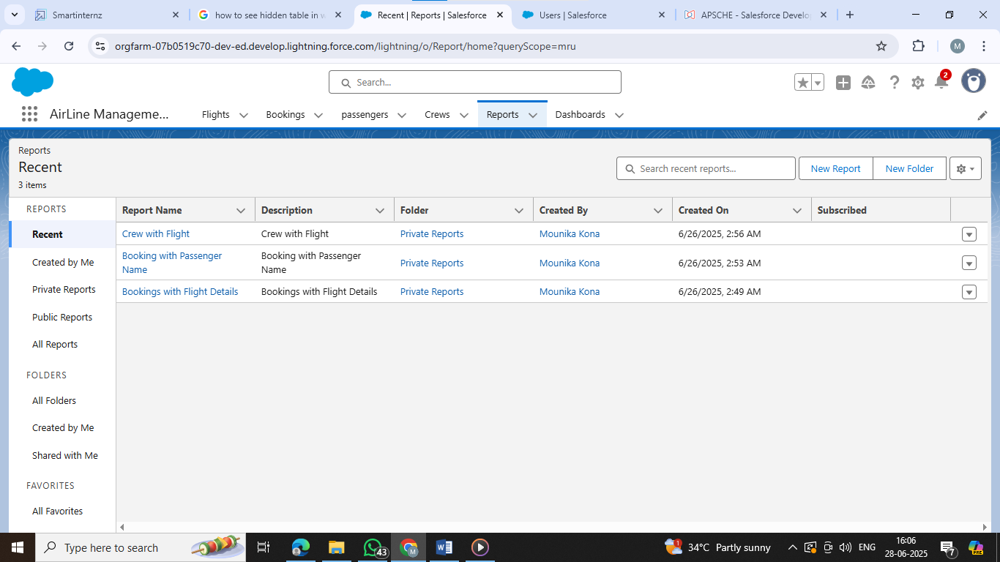 Smartinternz
how to see hidden table in w
Recent | Reports | Salesforce
Users | Salesforce
APSCHE - Salesforce Develo
orgfarm-07b0519c70-dev-ed.develop.lightning.force.com/lightning/o/Report/home?queryScope=mru
M
Search...
2
AirLine Manageme...
Flights
Bookings
passengers
Crews
Reports
Dashboards
Reports
Recent
3 items
Search recent reports...
New Report
New Folder
REPORTS
Recent
Created by Me
Private Reports
Public Reports
All Reports
FOLDERS
All Folders
Created by Me
Shared with Me
FAVORITES
All Favorites
Report Name Description Folder Created By Created On Subscribed
Crew with Flight Crew with Flight Private Reports Mounika Kona 6/26/2025, 2:56 AM
Booking with Passenger Name Booking with Passenger Name Private Reports Mounika Kona 6/26/2025, 2:53 AM
Bookings with Flight Details Bookings with Flight Details Private Reports Mounika Kona 6/26/2025, 2:49 AM
Type here to search
43
M
1
34°C Partly sunny
ENG
16:06
28-06-2025
7
PRE